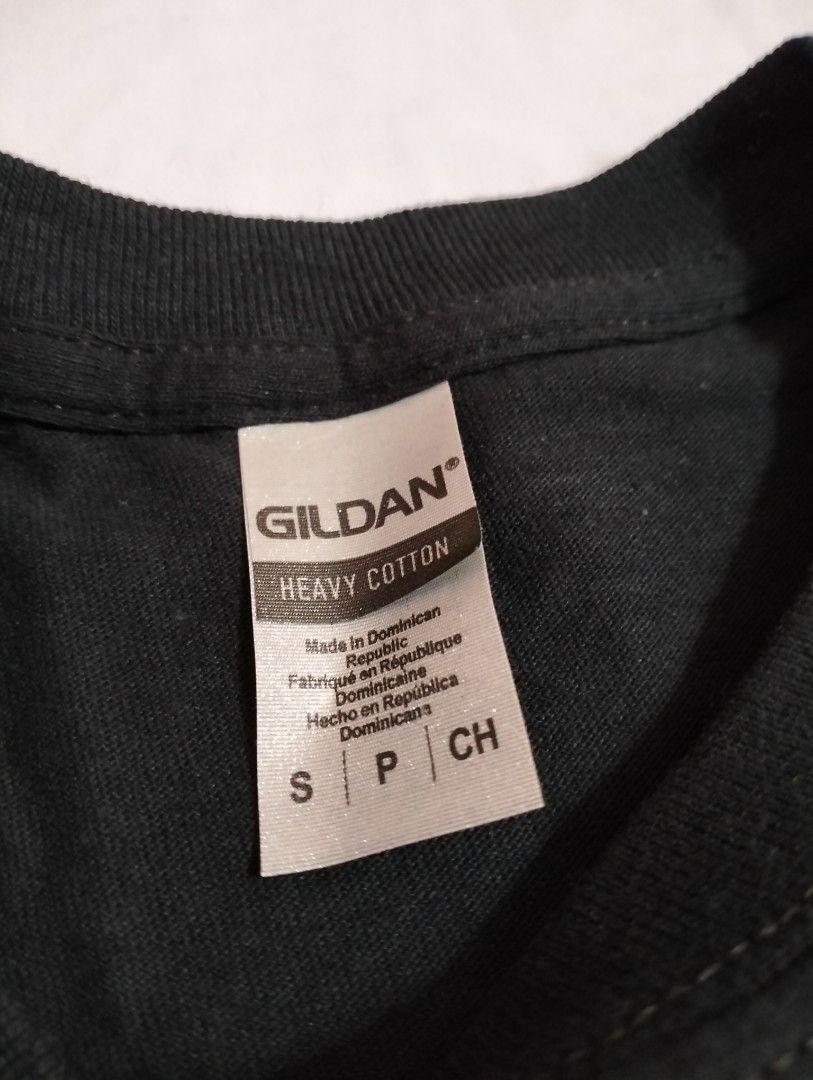 GILDAN®
HEAVY COTTON
Made in Dominican
Republic
Fabriqué en République
Dominicaine
Hecho en República
Dominicana
S | P | CH